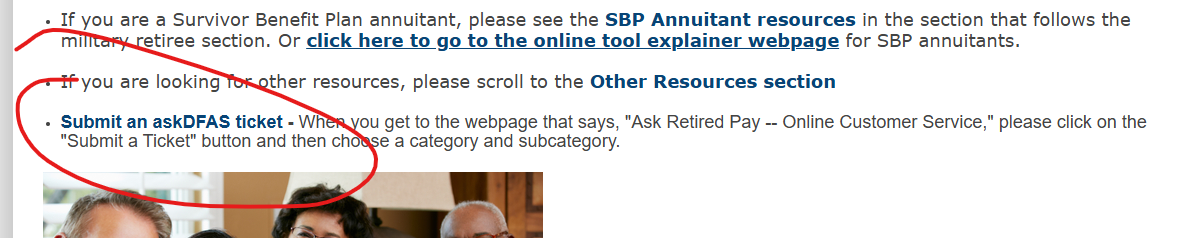 • If you are a Survivor Benefit Plan annuitant, please see the SBP Annuitant resources in the section that follows the
military retiree section. Or click here to go to the online tool explainer webpage for SBP annuitants.
• If you are looking for other resources, please scroll to the Other Resources section
• Submit an askDFAS ticket - When you get to the webpage that says, "Ask Retired Pay -- Online Customer Service," please click on the
"Submit a Ticket" button and then choose a category and subcategory.